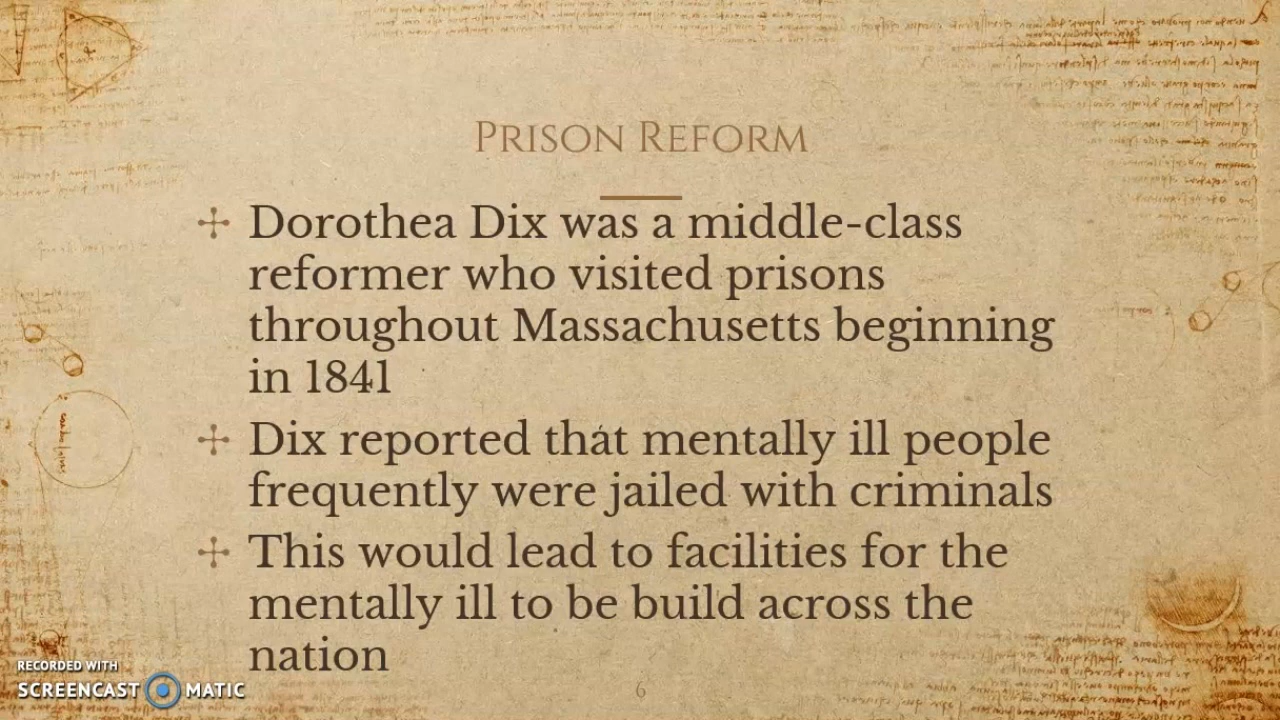 Prison Reform
Dorothea Dix was a middle-class
reformer who visited prisons
throughout Massachusetts beginning
in 1841
Dix reported that mentally ill people
frequently were jailed with criminals
This would lead to facilities for the
mentally ill to be build across the
nation
RECORDED WITH
SCREENCAST MATIC
6